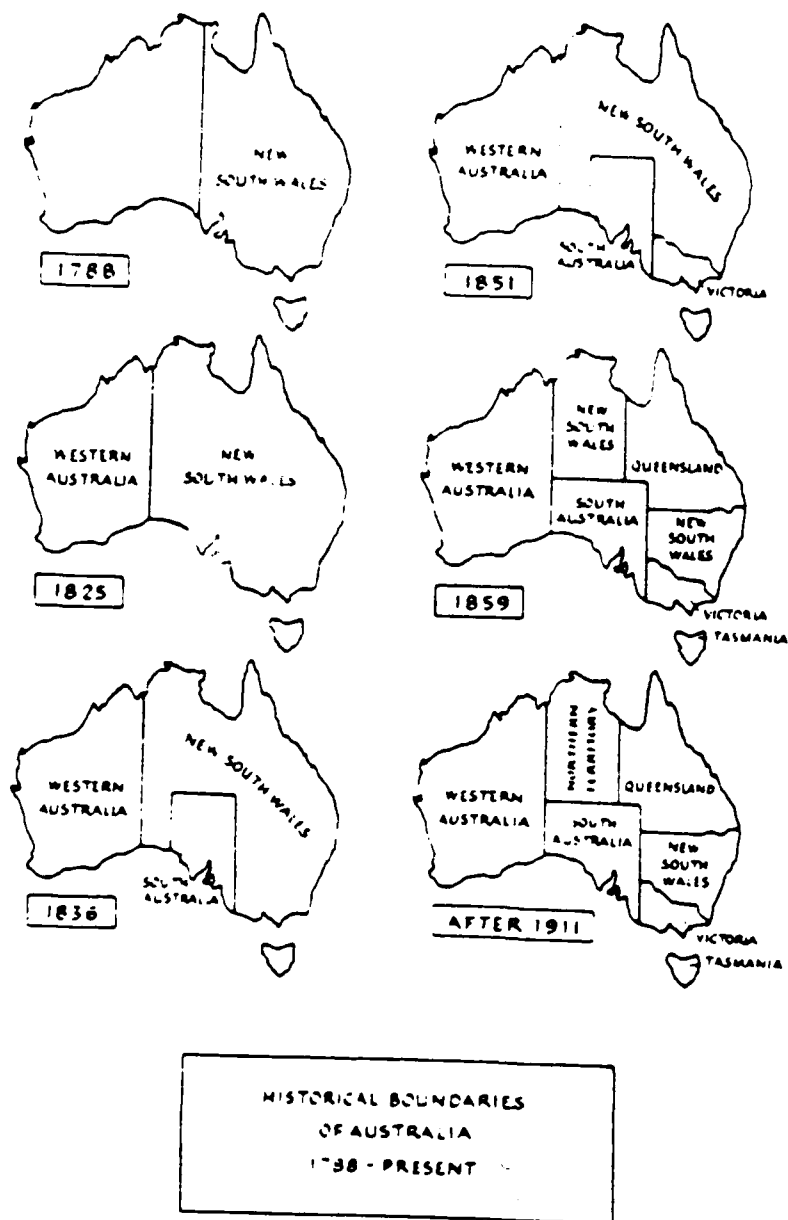 NEW
SOUTH WALES
1788
WESTERN
AUSTRALIA
NEW
SOUTH WALES
1825
WESTERN
AUSTRALIA
NEW SOUTH WALES
SOUTH
AUSTRALIA
1836
WESTERN
AUSTRALIA
NEW SOUTH WALES
SOUTH
AUSTRALIA
VICTORIA
1851
WESTERN
AUSTRALIA
NEW
SOUTH
WALES
QUEENSLAND
SOUTH
AUSTRALIA
NEW
SOUTH
WALES
VICTORIA
TASMANIA
1859
WESTERN
AUSTRALIA
NORTHERN
TERRITORY
QUEENSLAND
SOUTH
AUSTRALIA
NEW
SOUTH
WALES
VICTORIA
TASMANIA
AFTER 1911
HISTORICAL BOUNDARIES
OF AUSTRALIA
1788 - PRESENT